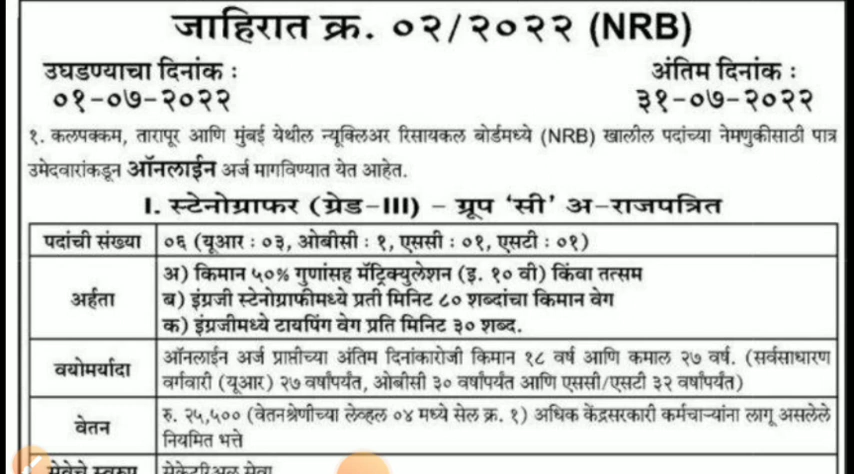 जाहिरात क्र. ०२/२०२२ (NRB)
उघडण्याचा दिनांक : अंतिम दिनांक :
०१-०७-२०२२ ३१-०७-२०२२
१. कलपक्कम, तारापूर आणि मुंबई येथील न्यूक्लिअर रिसायकल बोर्डमध्ये (NRB) खालील पदांच्या नेमणुकीसाठी पात्र
उमेदवारांकडून ऑनलाईन अर्ज मागविण्यात येत आहेत.
I. स्टेनोग्राफर (ग्रेड-III) - ग्रूप ‘सी’ अ-राजपत्रित
पदांची संख्या ०६ (यूआर : ०३, ओबीसी : १, एससी : ०१, एसटी : ०१)
अर्हता अ) किमान ५०% गुणांसह मॅट्रिक्युलेशन (इ. १० वी) किंवा तत्सम
ब) इंग्रजी स्टेनोग्राफीमध्ये प्रती मिनिट ८० शब्दांचा किमान वेग
क) इंग्रजीमध्ये टायपिंग वेग प्रति मिनिट ३० शब्द.
वयोमर्यादा ऑनलाईन अर्ज प्राप्तीच्या अंतिम दिनांकारोजी किमान १८ वर्ष आणि कमाल २७ वर्ष. (सर्वसाधारण
वर्गवारी (यूआर) २७ वर्षांपर्यंत, ओबीसी ३० वर्षांपर्यंत आणि एससी/एसटी ३२ वर्षांपर्यंत)
वेतन रु. २५,५०० (वेतनश्रेणीच्या लेव्हल ०४ मध्ये सेल क्र. १) अधिक केंद्रसरकारी कर्मचाऱ्यांना लागू असलेले
नियमित भत्ते
सेवेचे स्वरूप सेक्रेटरिअल सेवा